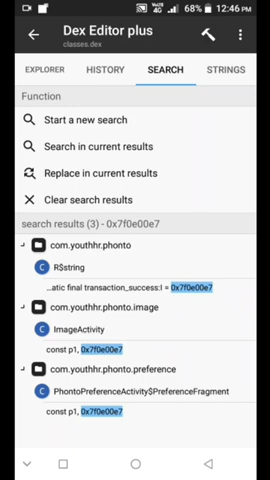 68% 12:46 PM
Dex Editor plus
classes.dex
EXPLORER HISTORY SEARCH STRINGS
Function
Start a new search
Search in current results
Replace in current results
Clear search results
search results (3) - 0x7f0e00e7
com.youthhr.phonto
C R$string
...atic final transaction_success:I = 0x7f0e00e7
com.youthhr.phonto.image
C ImageActivity
const p1, 0x7f0e00e7
com.youthhr.phonto.preference
C PhontoPreferenceActivity$PreferenceFragment
const p1, 0x7f0e00e7